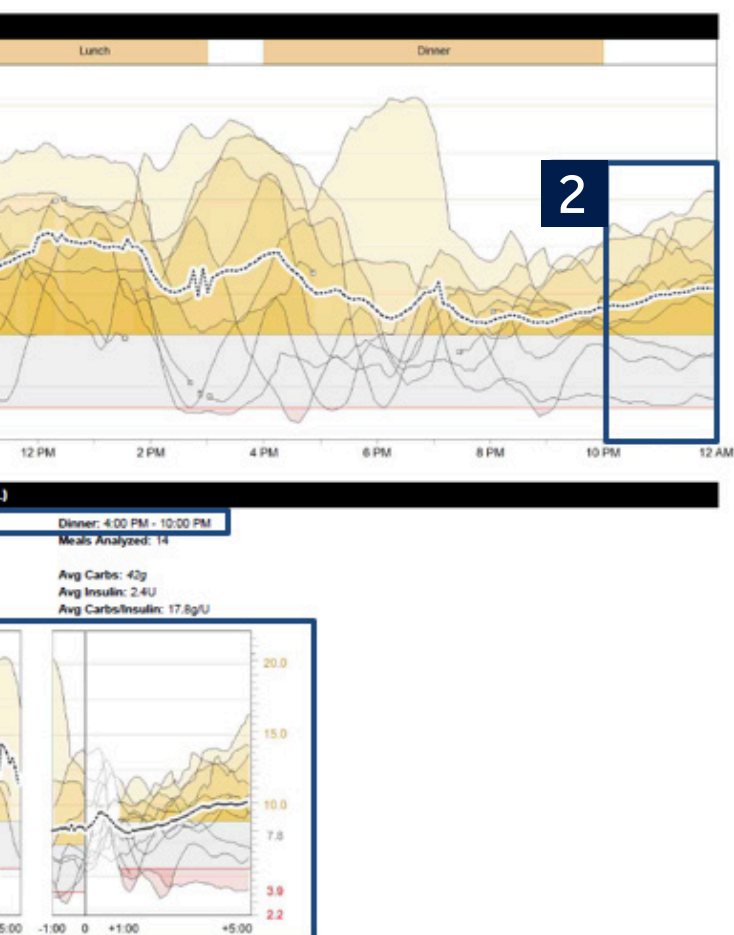 Lunch Dinner
2
12 PM 2 PM 4 PM 6 PM 8 PM 10 PM 12 AM
.)
Dinner: 4:00 PM - 10:00 PM
Meals Analyzed: 14
Avg Carbs: 42g
Avg Insulin: 2.4U
Avg Carbs/Insulin: 17.8g/U
20.0
15.0
10.0
7.8
3.9
2.2
5:00 -1:00 0 +1:00 +5:00